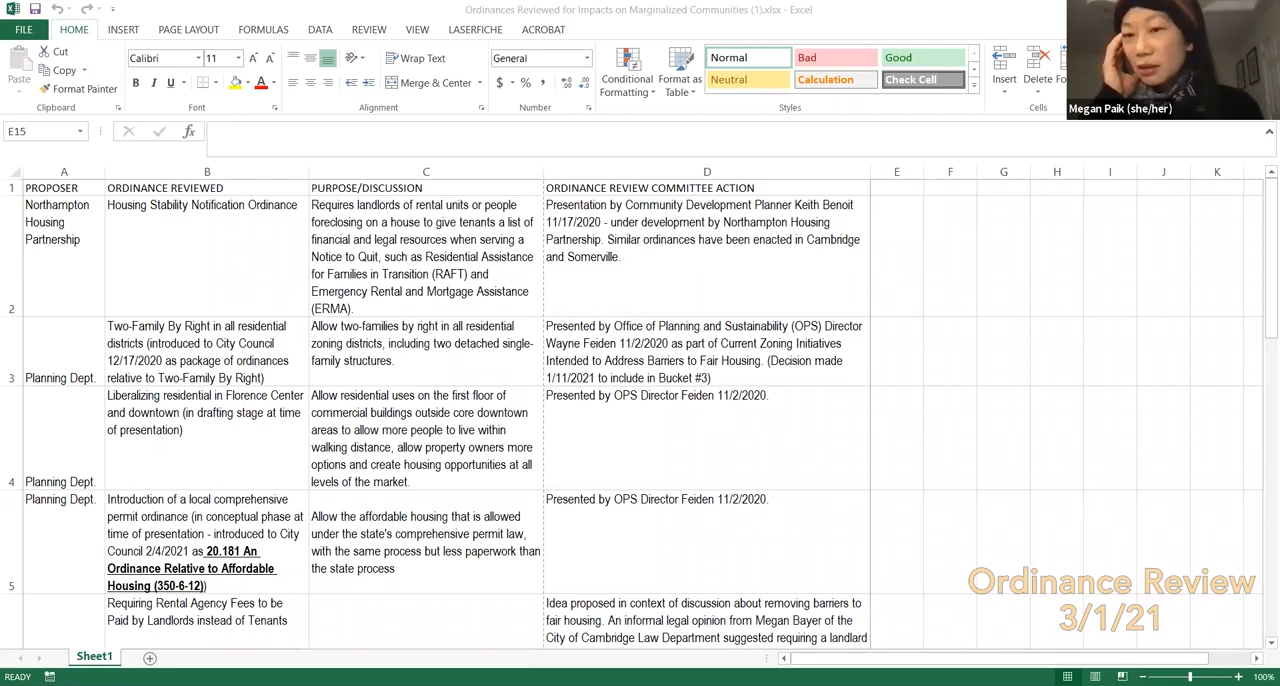 Ordinances Reviewed for Impacts on Marginalized Communities (1).xlsx - Excel
FILE HOME INSERT PAGE LAYOUT FORMULAS DATA REVIEW VIEW LASERFICHE ACROBAT
Cut
Copy
Format Painter
Paste
Clipboard
Calibri 11
B I U
Font
Wrap Text
Merge & Center
Alignment
General
$ % ,
Number
Conditional Formatting
Format as Table
Normal Bad Good
Neutral Calculation Check Cell
Styles
Insert Delete Fo
Cells
Megan Paik (she/her)
E15 fx
A B C D E F G H I J K
1 PROPOSER ORDINANCE REVIEWED PURPOSE/DISCUSSION ORDINANCE REVIEW COMMITTEE ACTION
Northampton
Housing
Partnership
Housing Stability Notification Ordinance
Requires landlords of rental units or people
foreclosing on a house to give tenants a list of
financial and legal resources when serving a
Notice to Quit, such as Residential Assistance
for Families in Transition (RAFT) and
Emergency Rental and Mortgage Assistance
(ERMA).
Presentation by Community Development Planner Keith Benoit
11/17/2020 - under development by Northampton Housing
Partnership. Similar ordinances have been enacted in Cambridge
and Somerville.
2
Two-Family By Right in all residential
districts (introduced to City Council
12/17/2020 as package of ordinances
relative to Two-Family By Right)
Allow two-families by right in all residential
zoning districts, including two detached single-
family structures.
Presented by Office of Planning and Sustainability (OPS) Director
Wayne Feiden 11/2/2020 as part of Current Zoning Initiatives
Intended to Address Barriers to Fair Housing. (Decision made
1/11/2021 to include in Bucket #3)
3 Planning Dept.
Liberalizing residential in Florence Center
and downtown (in drafting stage at time
of presentation)
Allow residential uses on the first floor of
commercial buildings outside core downtown
areas to allow more people to live within
walking distance, allow property owners more
options and create housing opportunities at all
levels of the market.
Presented by OPS Director Feiden 11/2/2020.
4 Planning Dept.
Planning Dept.
Introduction of a local comprehensive
permit ordinance (in conceptual phase at
time of presentation - introduced to City
Council 2/4/2021 as 20.181 An
Ordinance Relative to Affordable
Housing (350-6-12))
Allow the affordable housing that is allowed
under the state's comprehensive permit law,
with the same process but less paperwork than
the state process
Presented by OPS Director Feiden 11/2/2020.
5
Requiring Rental Agency Fees to be
Paid by Landlords instead of Tenants
Idea proposed in context of discussion about removing barriers to
fair housing. An informal legal opinion from Megan Bayer of the
City of Cambridge Law Department suggested requiring a landlard
Ordinance Review
3/1/21
Sheet1
READY
100%